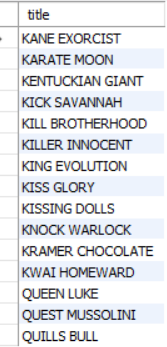 title
KANE EXORCIST
KARATE MOON
KENTUCKIAN GIANT
KICK SAVANNAH
KILL BROTHERHOOD
KILLER INNOCENT
KING EVOLUTION
KISS GLORY
KISSING DOLLS
KNOCK WARLOCK
KRAMER CHOCOLATE
KWAI HOMEWARD
QUEEN LUKE
QUEST MUSSOLINI
QUILLS BULL